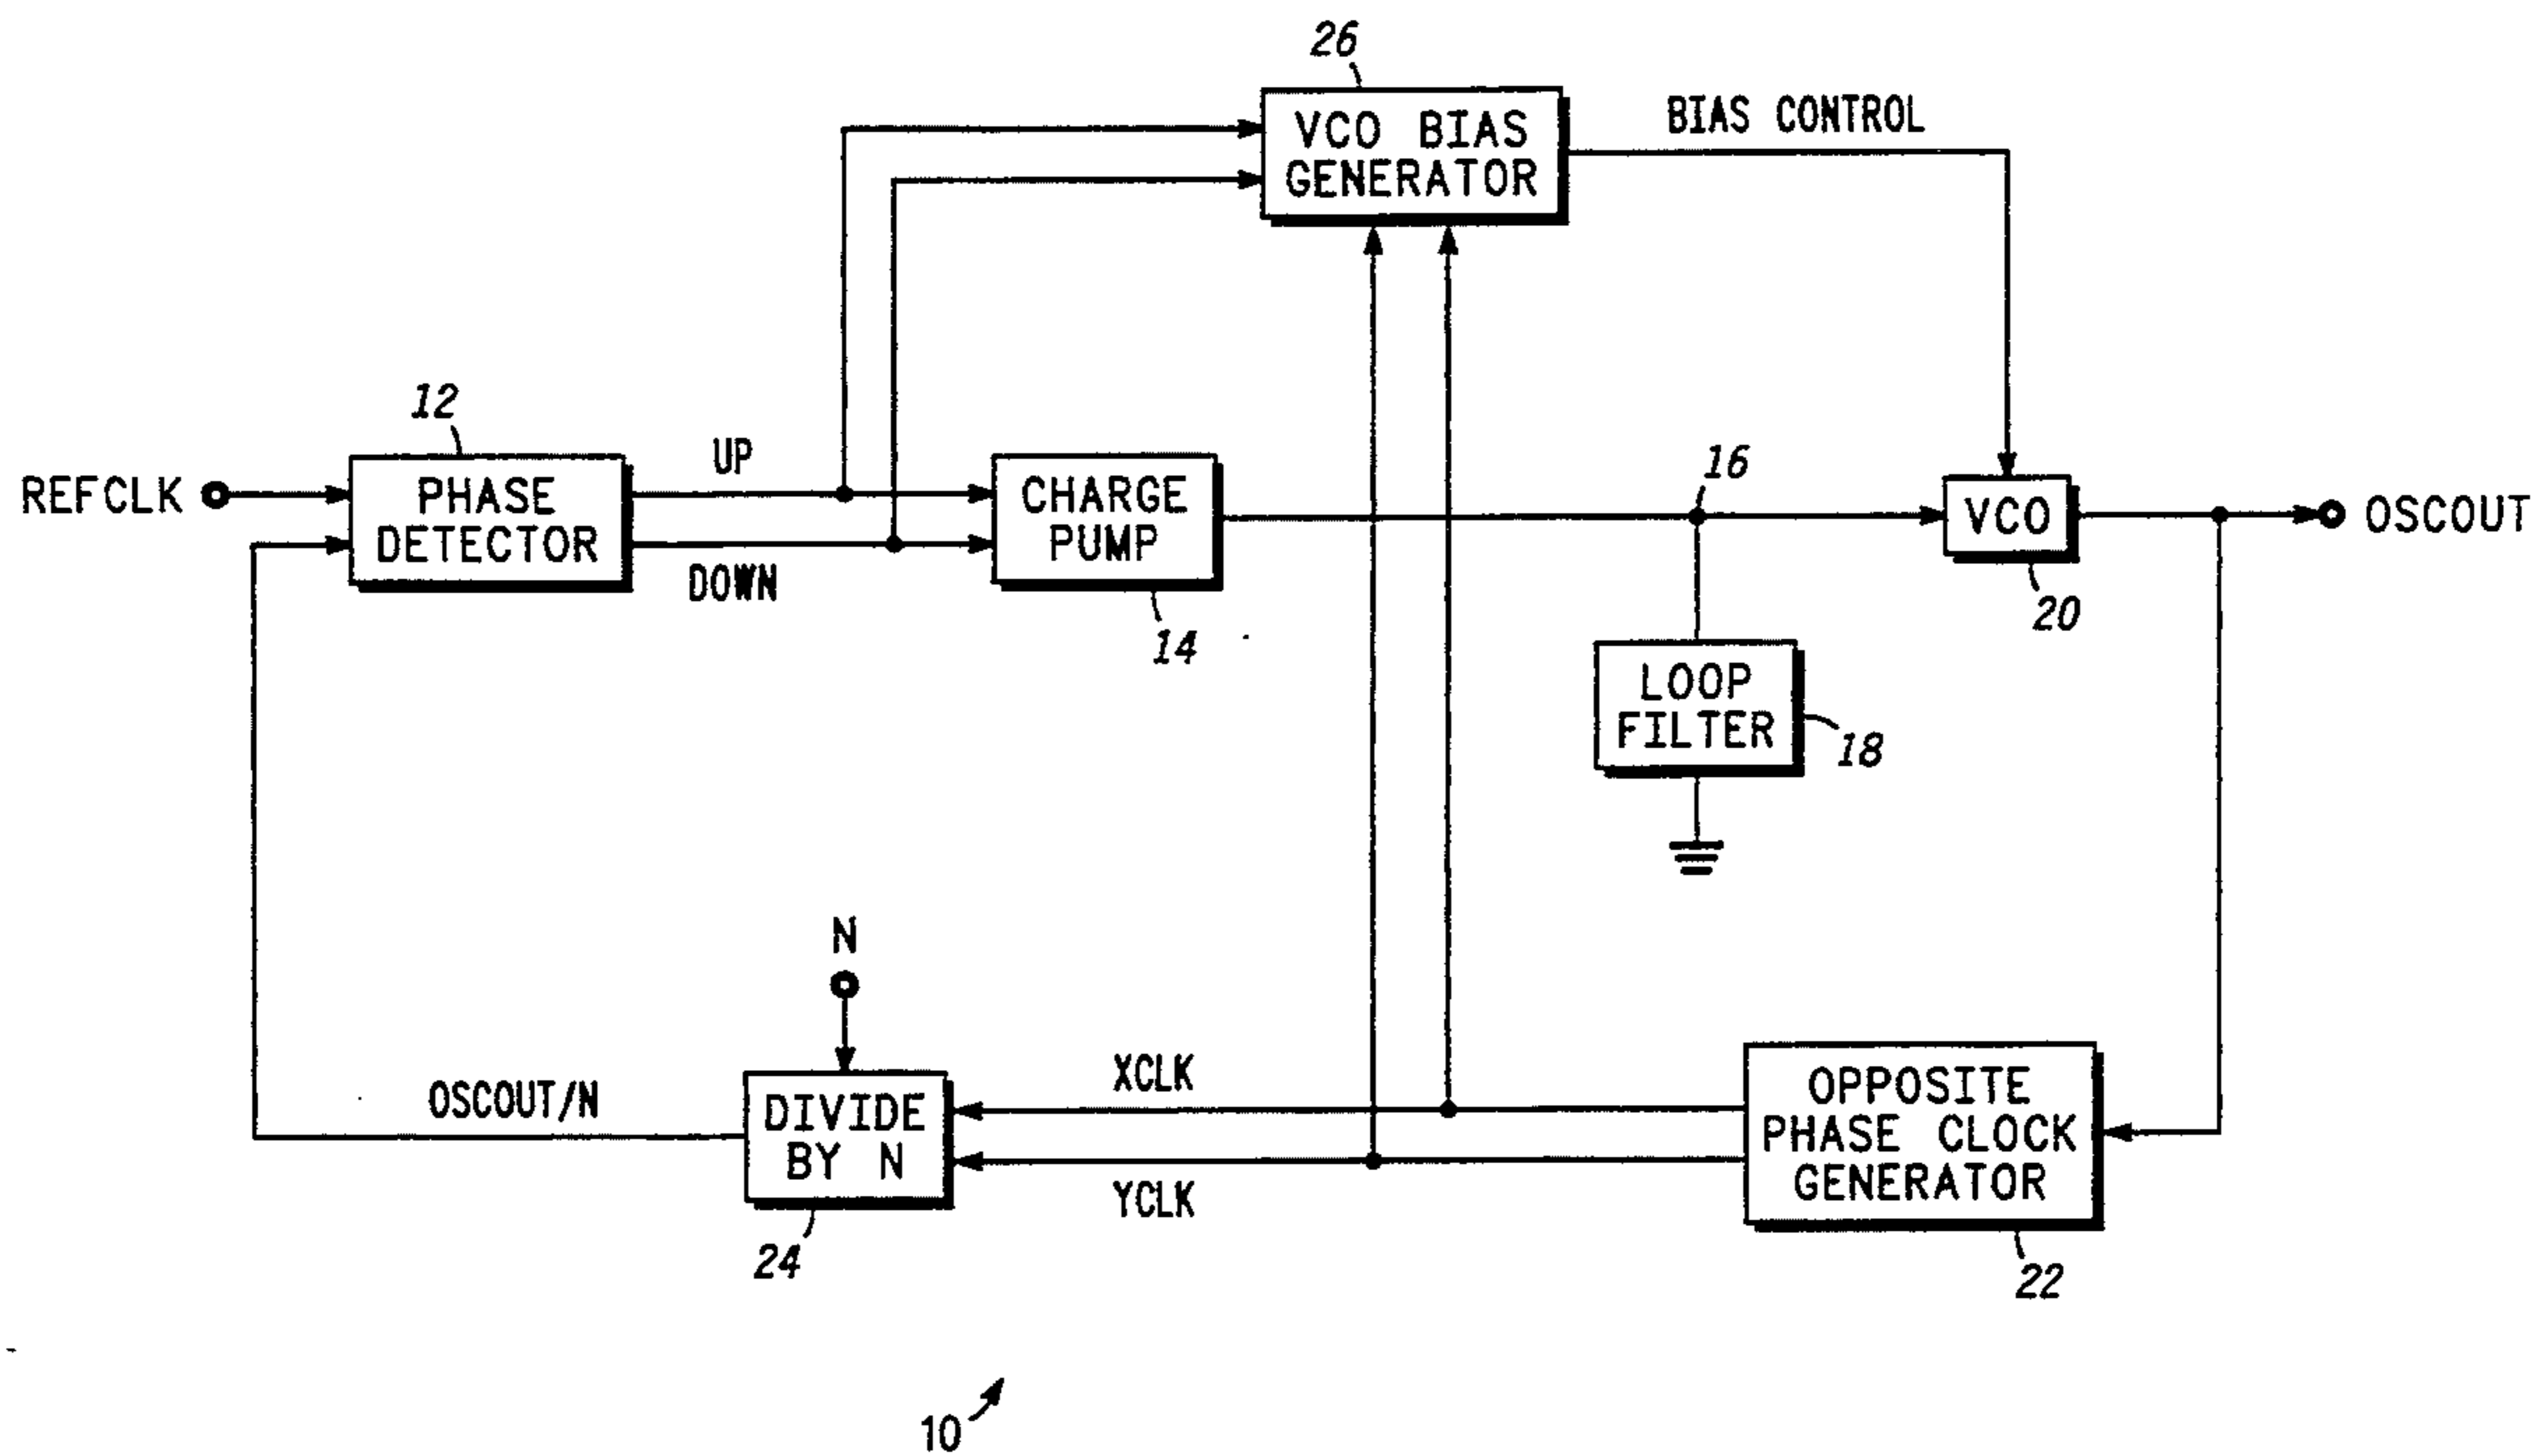 26
VCO BIAS
GENERATOR
BIAS CONTROL
12
REFCLK
PHASE
DETECTOR
UP
DOWN
CHARGE
PUMP
14
16
VCO
20
OSCOUT
LOOP
FILTER
18
N
OSCOUT/N
DIVIDE
BY N
24
XCLK
YCLK
OPPOSITE
PHASE CLOCK
GENERATOR
22
10